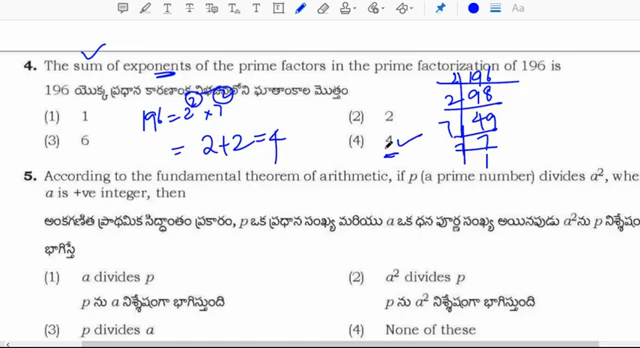 4. The sum of exponents of the prime factors in the prime factorization of 196 is
196 యొక్క ప్రధాన కారణాంక విభజనలోని ఘాతాంకాల మొత్తం
(1) 1 (2) 2
(3) 6 (4) 4
196 = 2² × 7²
= 2+2=4
2 196
2 98
7 49
7
1
5. According to the fundamental theorem of arithmetic, if p (a prime number) divides a², whe
a is +ve integer, then
అంకగణిత ప్రాథమిక సిద్ధాంతం ప్రకారం, p ఒక ప్రధాన సంఖ్య మరియు a ఒక ధన పూర్ణ సంఖ్య అయినపుడు a²ను p నిశ్శేషం
భాగిస్తే
(1) a divides p (2) a² divides p
p ను a నిశ్శేషంగా భాగిస్తుంది p ను a² నిశ్శేషంగా భాగిస్తుంది
(3) p divides a (4) None of these